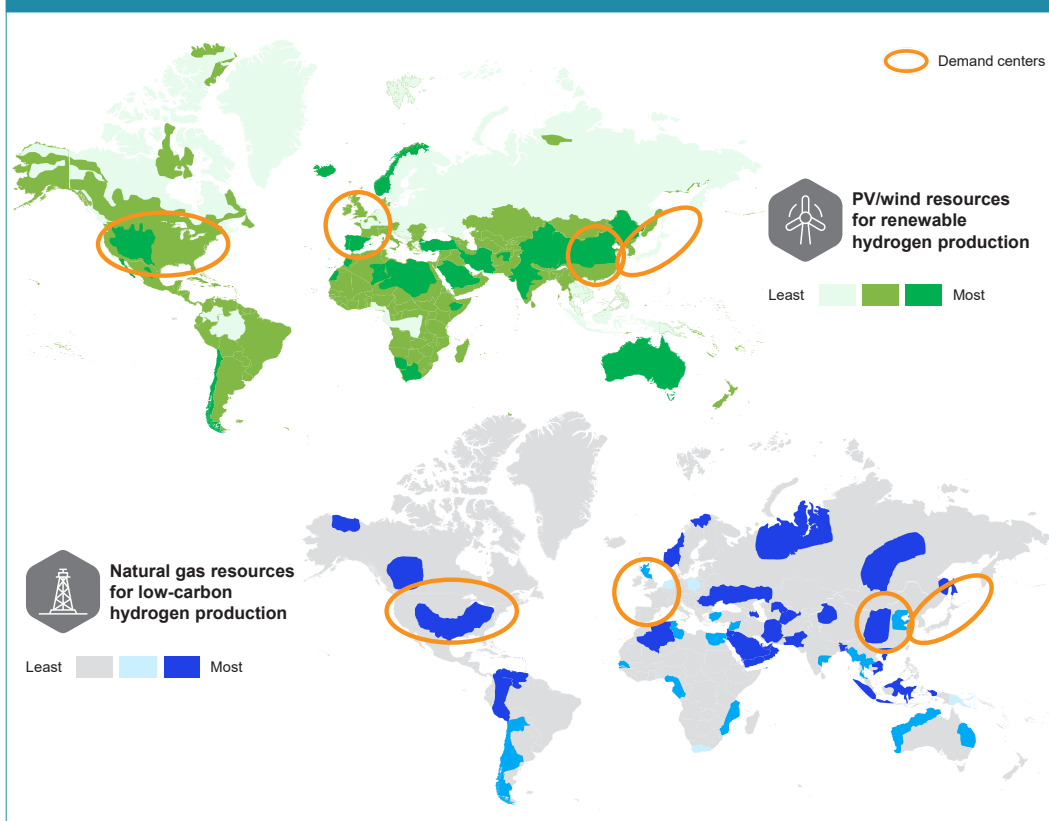 Demand centers
PV/wind resources
for renewable
hydrogen production
Least
Most
Natural gas resources
for low-carbon
hydrogen production
Least
Most